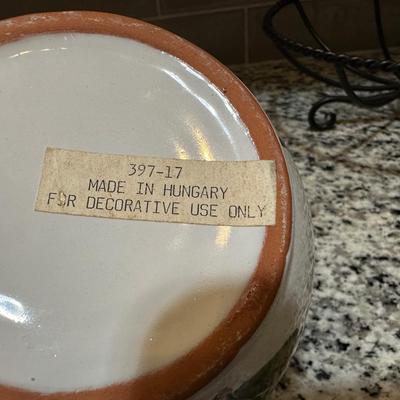 397-17
MADE IN HUNGARY
FOR DECORATIVE USE ONLY